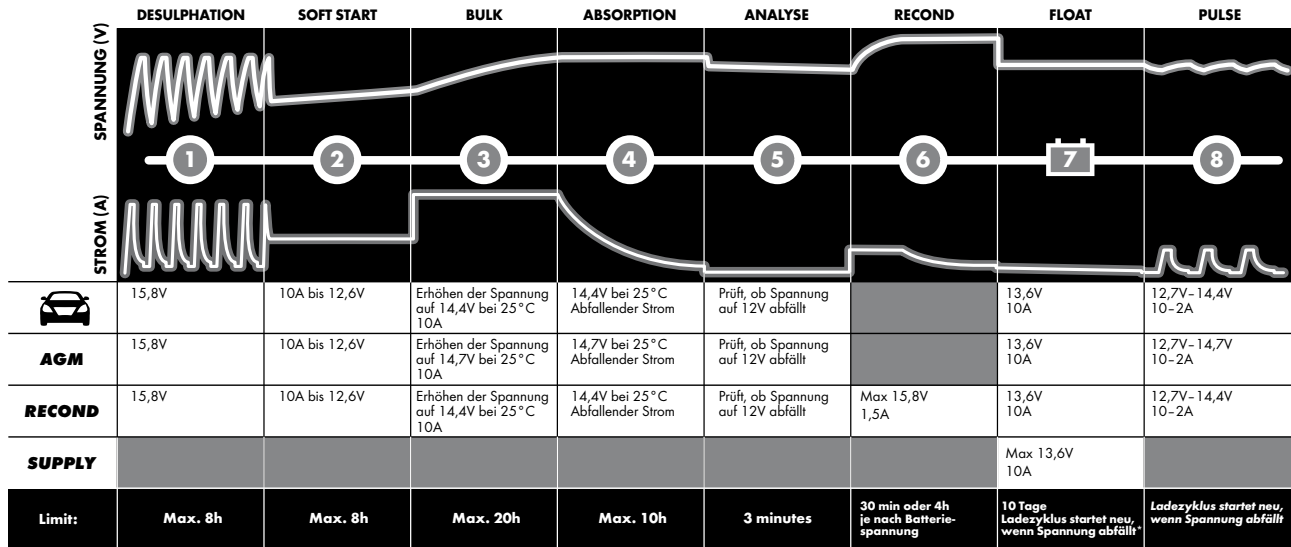 DESULPHATION SOFT START BULK ABSORPTION ANALYSE RECOND FLOAT PULSE
SPANNUNG (V)
1 2 3 4 5 6 7 8
STROM (A)
15,8V 10A bis 12,6V Erhöhen der Spannung 14,4V bei 25°C Prüft, ob Spannung 13,6V 12,7V–14,4V
auf 14,4V bei 25°C Abfallender Strom auf 12V abfällt 10A 10–2A
10A
AGM 15,8V 10A bis 12,6V Erhöhen der Spannung 14,7V bei 25°C Prüft, ob Spannung 13,6V 12,7V–14,7V
auf 14,7V bei 25°C Abfallender Strom auf 12V abfällt 10A 10–2A
10A
RECOND 15,8V 10A bis 12,6V Erhöhen der Spannung 14,4V bei 25°C Prüft, ob Spannung Max 15,8V 13,6V 12,7V–14,4V
auf 14,4V bei 25°C Abfallender Strom auf 12V abfällt 1,5A 10A 10–2A
10A
SUPPLY Max 13,6V
10A
Limit: Max. 8h Max. 8h Max. 20h Max. 10h 3 minutes 30 min oder 4h 10 Tage Ladezyklus startet neu,
je nach Batterie- Ladezyklus startet neu, wenn Spannung abfällt
spannung wenn Spannung abfällt*